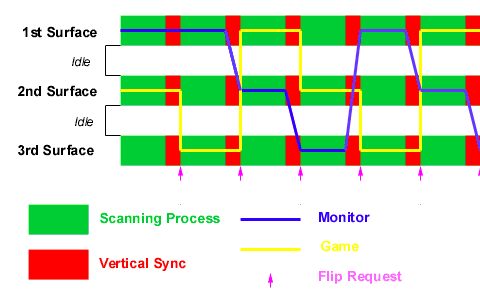 1st Surface
Idle
2nd Surface
Idle
3rd Surface
Scanning Process
Monitor
Game
Vertical Sync
Flip Request